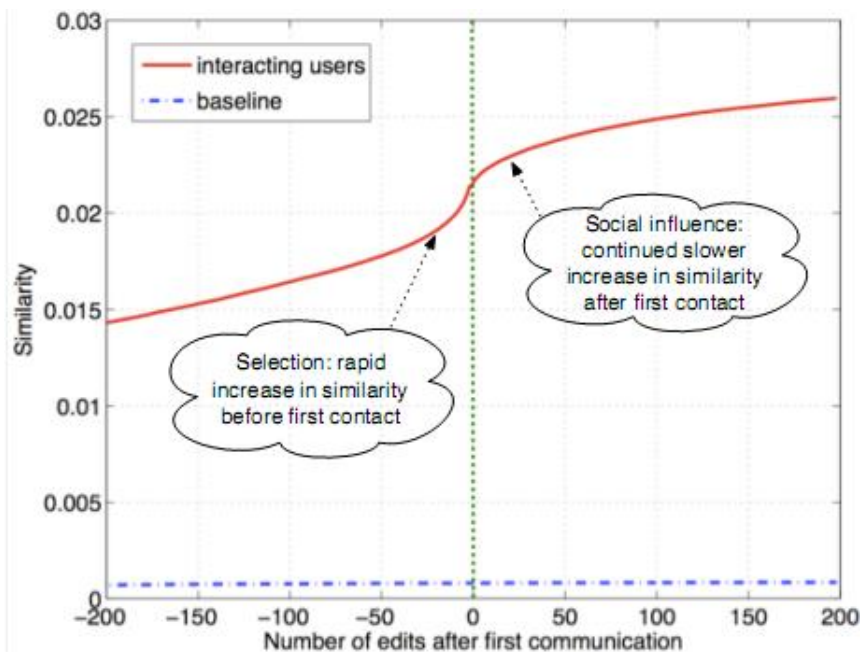 0.03
interacting users
baseline
0.025
0.02
Social influence:
continued slower
increase in similarity
after first contact
Similarity
0.015
Selection: rapid
increase in similarity
before first contact
0.01
0.005
0
−200 −150 −100 −50 0 50 100 150 200
Number of edits after first communication